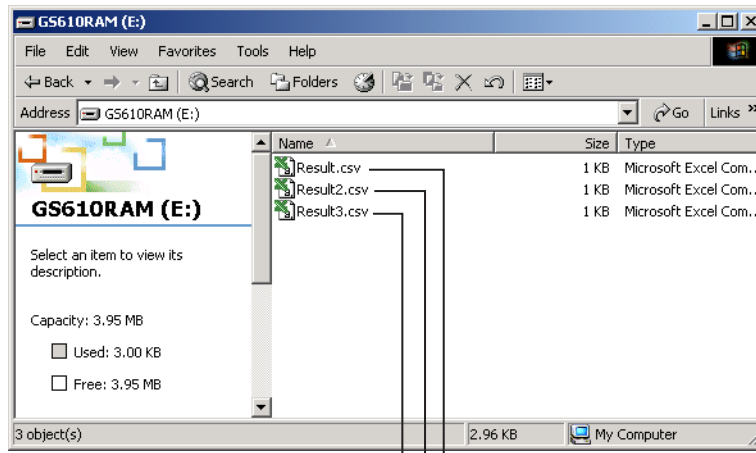 GS610RAM (E:)
File Edit View Favorites Tools Help
Back Search Folders
Address GS610RAM (E:) Go Links »
Name Size Type
Result.csv 1 KB Microsoft Excel Com..
Result2.csv 1 KB Microsoft Excel Com..
Result3.csv 1 KB Microsoft Excel Com..
GS610RAM (E:)
Select an item to view its
description.
Capacity: 3.95 MB
Used: 3.00 KB
Free: 3.95 MB
3 object(s) 2.96 KB My Computer